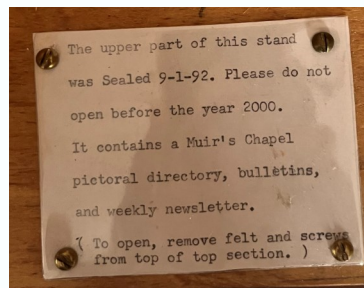 The upper part of this stand
was Sealed 9-1-92. Please do not
open before the year 2000.
It contains a Muir's Chapel
pictoral directory, bulletins,
and weekly newsletter.
( To open, remove felt and screws
from top of top section. )